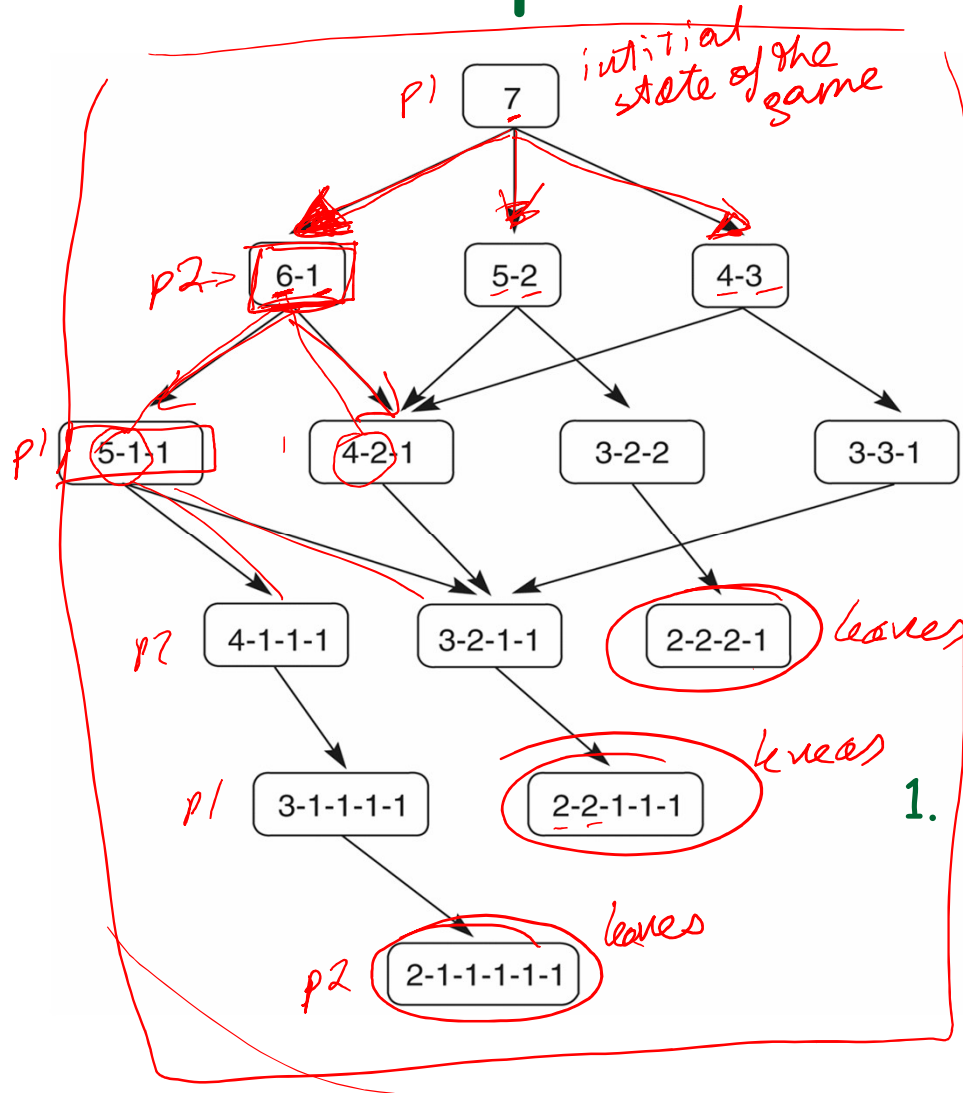 intitial
p1 7 state of the
game
p2 6-1 5-2 4-3
p1 5-1-1 4-2-1 3-2-2 3-3-1
p2 4-1-1-1 3-2-1-1 2-2-2-1 leaves
leaves
p1 3-1-1-1-1 2-2-1-1-1 1.
leaves
p2 2-1-1-1-1-1